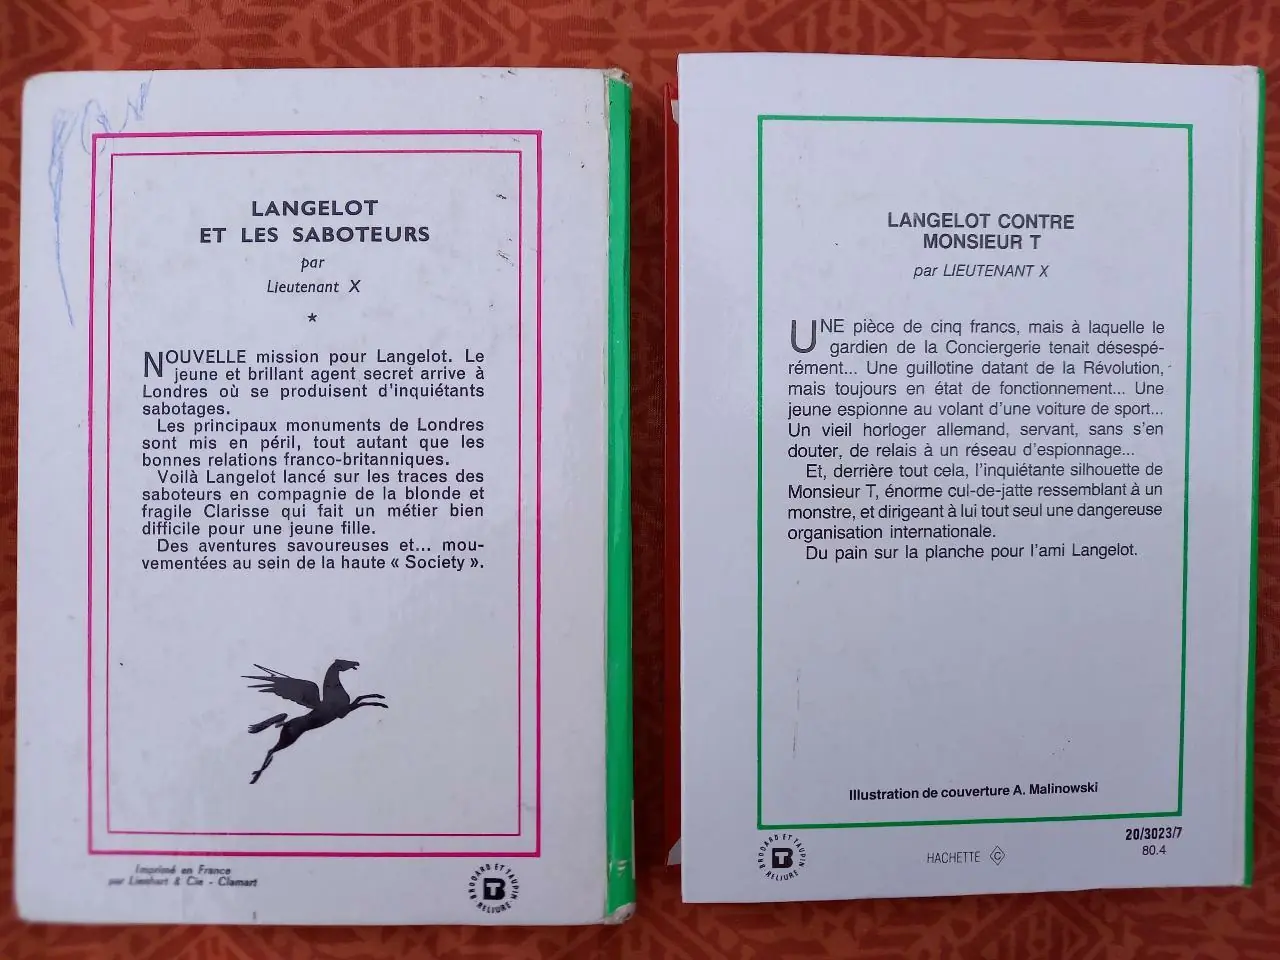 LANGELOT
ET LES SABOTEURS
par
Lieutenant X
*
NOUVELLE mission pour Langelot. Le
jeune et brillant agent secret arrive à
Londres où se produisent d'inquiétants
sabotages.
Les principaux monuments de Londres
sont mis en péril, tout autant que les
bonnes relations franco-britanniques.
Voilà Langelot lancé sur les traces des
saboteurs en compagnie de la blonde et
fragile Clarisse qui fait un métier bien
difficile pour une jeune fille.
Des aventures savoureuses et... mou-
vementées au sein de la haute « Society ».
Imprimé en France
par Lienhart & Cie - Clamart
BRODARD ET TAUPIN
RELIURE
LANGELOT CONTRE
MONSIEUR T
par LIEUTENANT X
UNE pièce de cinq francs, mais à laquelle le
gardien de la Conciergerie tenait désespé-
rément... Une guillotine datant de la Révolution,
mais toujours en état de fonctionnement... Une
jeune espionne au volant d'une voiture de sport...
Un vieil horloger allemand, servant, sans s'en
douter, de relais à un réseau d'espionnage...
Et, derrière tout cela, l'inquiétante silhouette de
Monsieur T, énorme cul-de-jatte ressemblant à un
monstre, et dirigeant à lui tout seul une dangereuse
organisation internationale.
Du pain sur la planche pour l'ami Langelot.
Illustration de couverture A. Malinowski
BRODARD ET TAUPIN
RELIURE
HACHETTE
20/3023/7
80.4